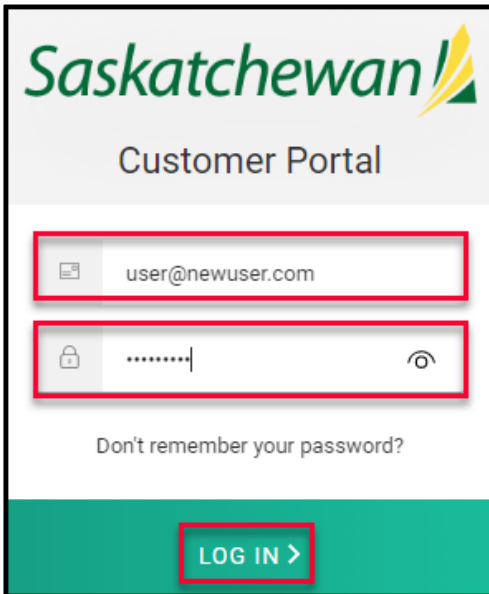 Saskatchewan
Customer Portal
user@newuser.com
•••••••••
Don't remember your password?
LOG IN >